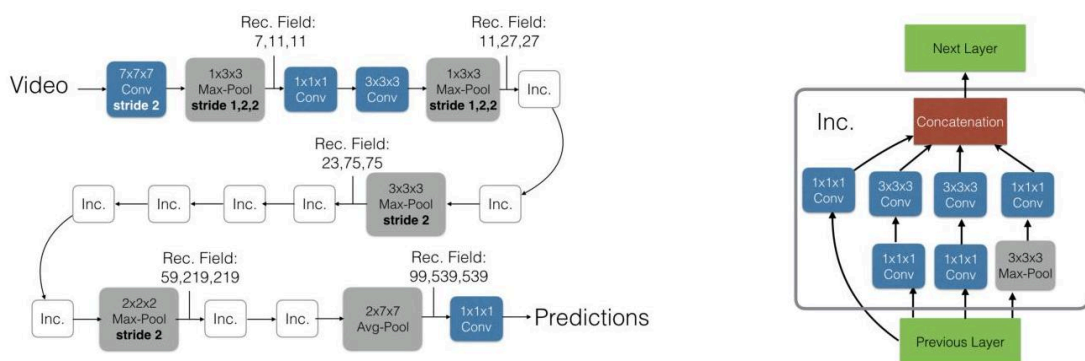 Rec. Field:
7,11,11
Rec. Field:
11,27,27
Video
7x7x7
Conv
stride 2
1x3x3
Max-Pool
stride 1,2,2
1x1x1
Conv
3x3x3
Conv
1x3x3
Max-Pool
stride 1,2,2
Inc.
Rec. Field:
23,75,75
Inc.
Inc.
Inc.
Inc.
3x3x3
Max-Pool
stride 2
Inc.
Rec. Field:
59,219,219
Rec. Field:
99,539,539
Inc.
2x2x2
Max-Pool
stride 2
Inc.
Inc.
2x7x7
Avg-Pool
1x1x1
Conv
Predictions
Next Layer
Inc.
Concatenation
1x1x1
Conv
3x3x3
Conv
3x3x3
Conv
1x1x1
Conv
1x1x1
Conv
1x1x1
Conv
3x3x3
Max-Pool
Previous Layer